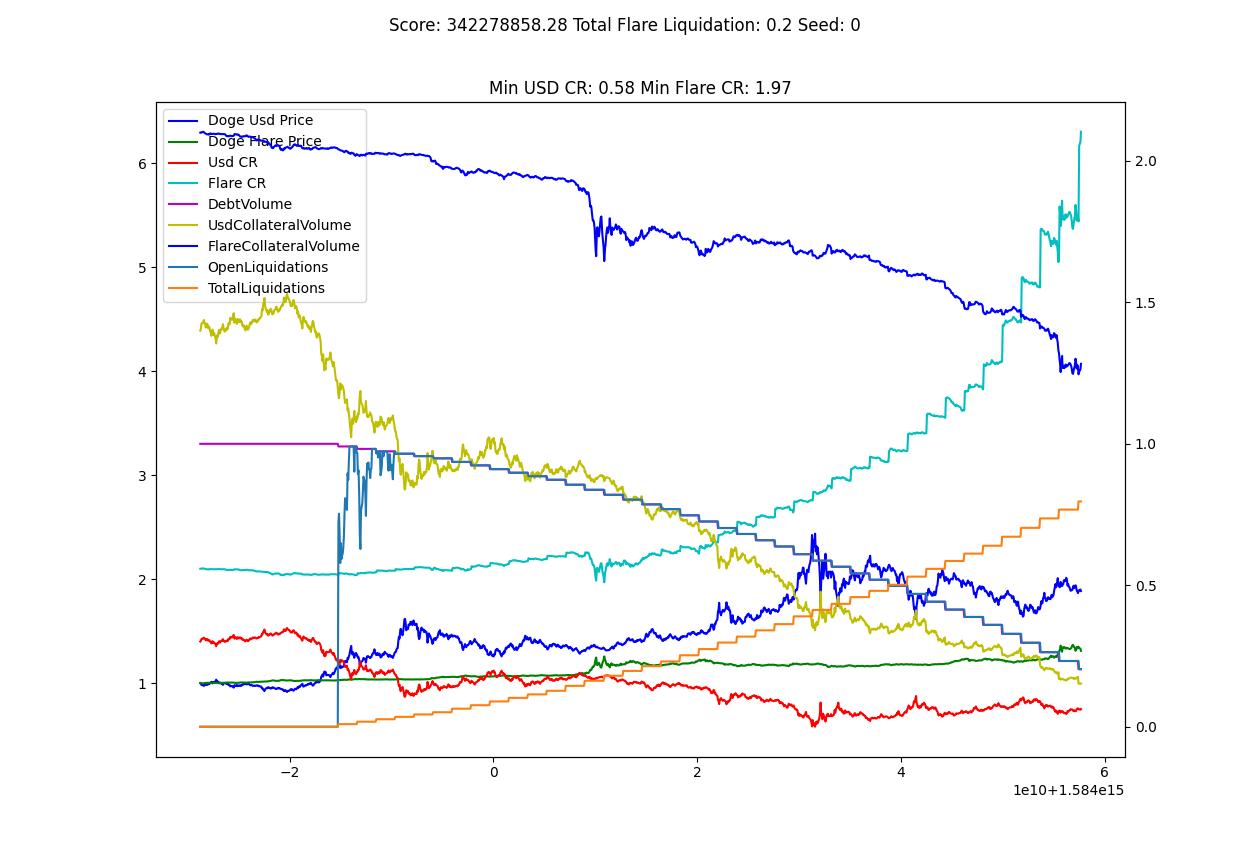 Score: 342278858.28 Total Flare Liquidation: 0.2 Seed: 0
Min USD CR: 0.58 Min Flare CR: 1.97
Doge Usd Price
Doge Flare Price
Usd CR
Flare CR
DebtVolume
UsdCollateralVolume
FlareCollateralVolume
OpenLiquidations
TotalLiquidations
6
5
4
3
2
1
2.0
1.5
1.0
0.5
0.0
−2 0 2 4 6
1e10+1.584e15